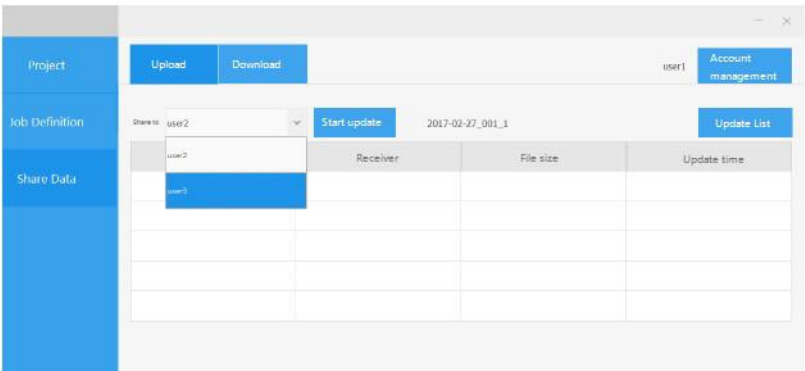 Project
Upload
Download
user1
Account
management
Job Definition
Share to
user2
Start update
2017-02-27_001_1
Update List
user2
Receiver
File size
Update time
user3
Share Data